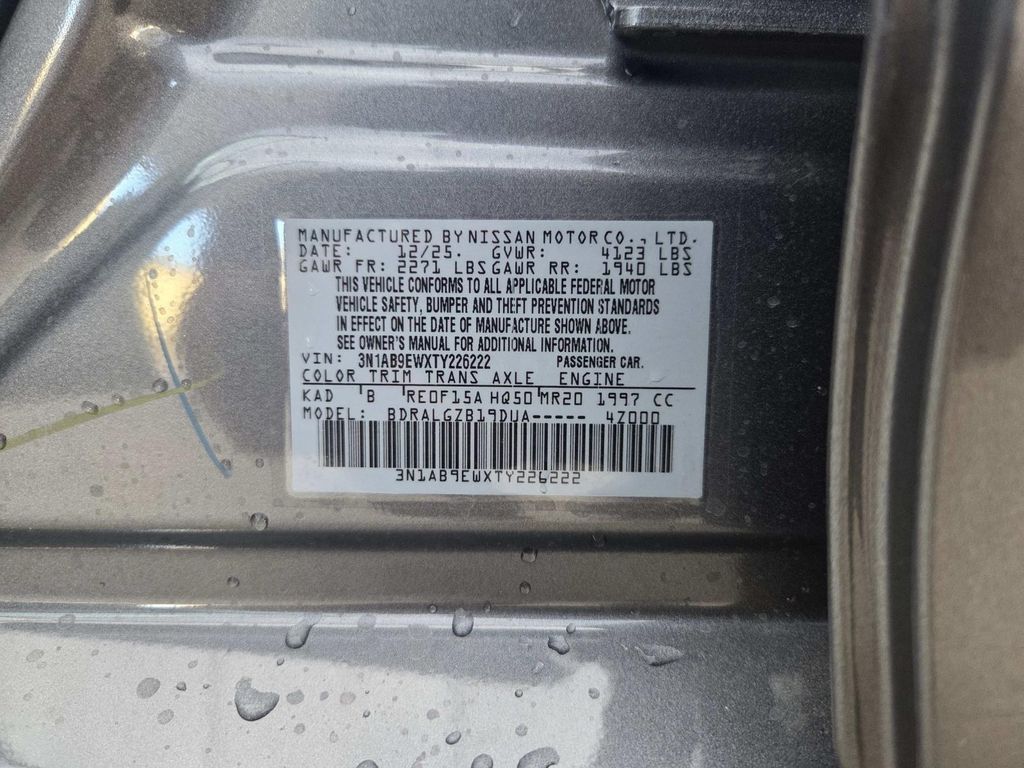 MANUFACTURED BY NISSAN MOTOR CO., LTD.
DATE: 12/25. GVWR: 4123 LBS
GAWR FR: 2271 LBS GAWR RR: 1940 LBS
THIS VEHICLE CONFORMS TO ALL APPLICABLE FEDERAL MOTOR
VEHICLE SAFETY, BUMPER AND THEFT PREVENTION STANDARDS
IN EFFECT ON THE DATE OF MANUFACTURE SHOWN ABOVE.
SEE OWNER'S MANUAL FOR ADDITIONAL INFORMATION.
VIN: 3N1AB9EWXTY226222 PASSENGER CAR.
COLOR TRIM TRANS AXLE ENGINE
KAD B RE0F15A HQ50 MR20 1997 CC
MODEL: BDRALGZB19DUA----- 4Z000
3N1AB9EWXTY226222